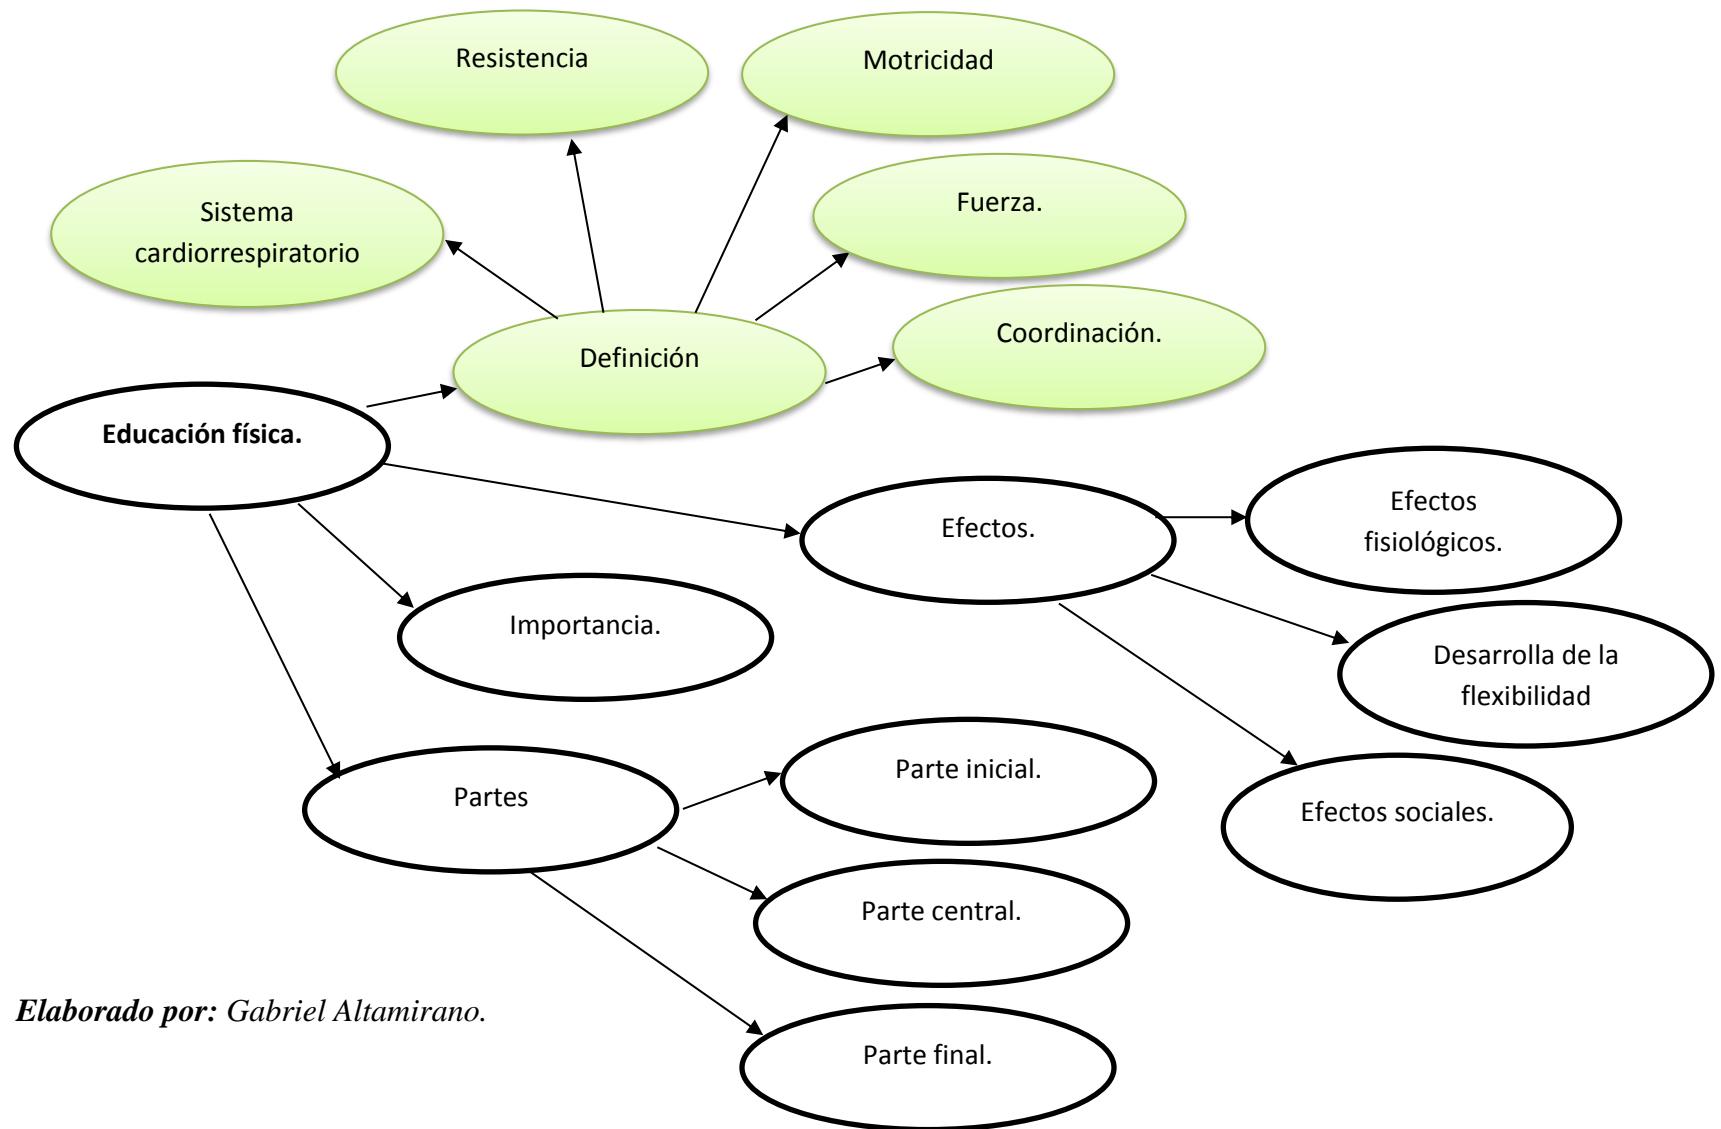 Resistencia
Motricidad
Sistema
cardiorrespiratorio
Fuerza.
Coordinación.
Definición
Educación física.
Efectos.
Efectos
fisiológicos.
Importancia.
Desarrolla de la
flexibilidad
Partes
Parte inicial.
Efectos sociales.
Parte central.
Elaborado por: Gabriel Altamirano.
Parte final.